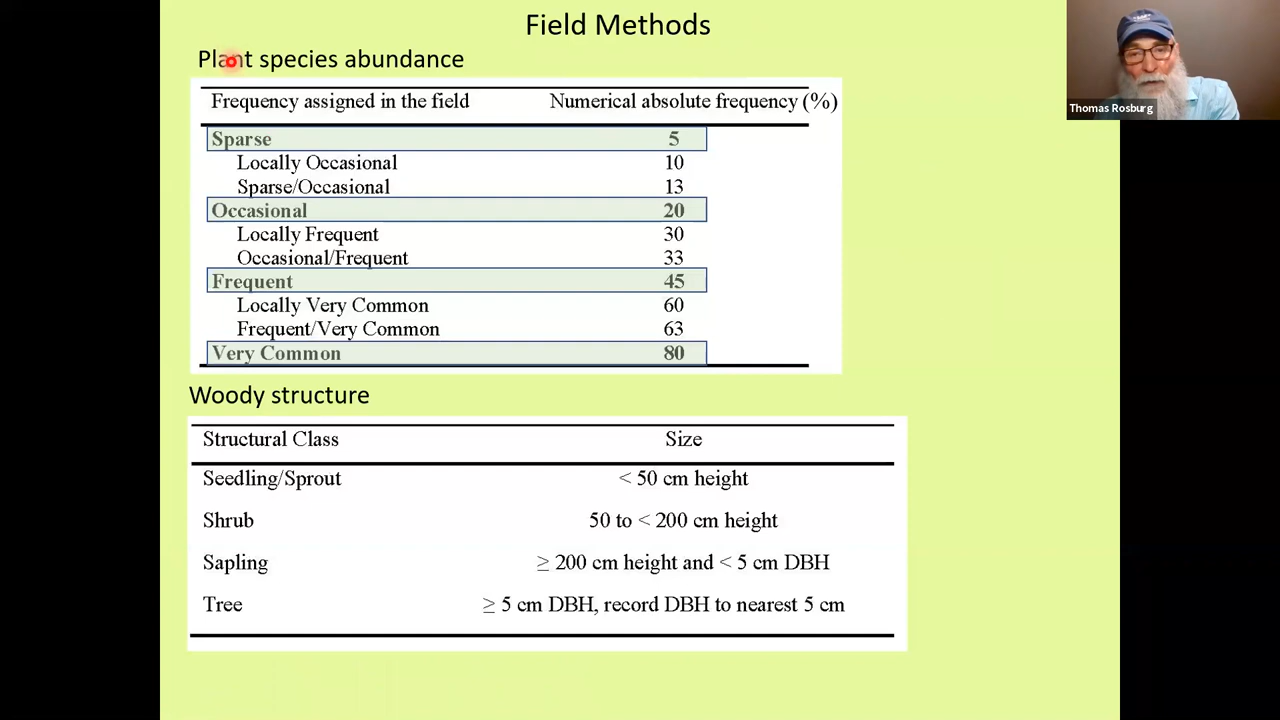 Field Methods
Plant species abundance
Frequency assigned in the field Numerical absolute frequency (%)
Sparse 5
Locally Occasional 10
Sparse/Occasional 13
Occasional 20
Locally Frequent 30
Occasional/Frequent 33
Frequent 45
Locally Very Common 60
Frequent/Very Common 63
Very Common 80
Woody structure
Structural Class Size
Seedling/Sprout < 50 cm height
Shrub 50 to < 200 cm height
Sapling ≥ 200 cm height and < 5 cm DBH
Tree ≥ 5 cm DBH, record DBH to nearest 5 cm
Thomas Rosburg